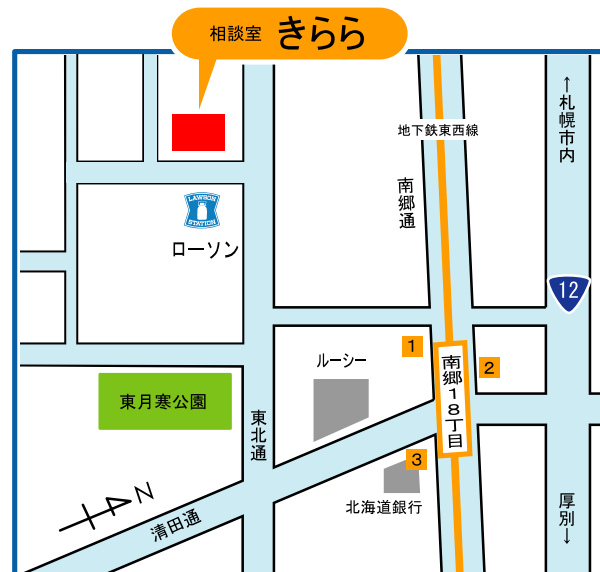 相談室 きらら
↑札幌市内
地下鉄東西線
南郷通
LAWSON
STATION
ローソン
12
1
ルーシー
2
南郷18丁目
東月寒公園
東北通
3
N
北海道銀行
厚別↓
清田通